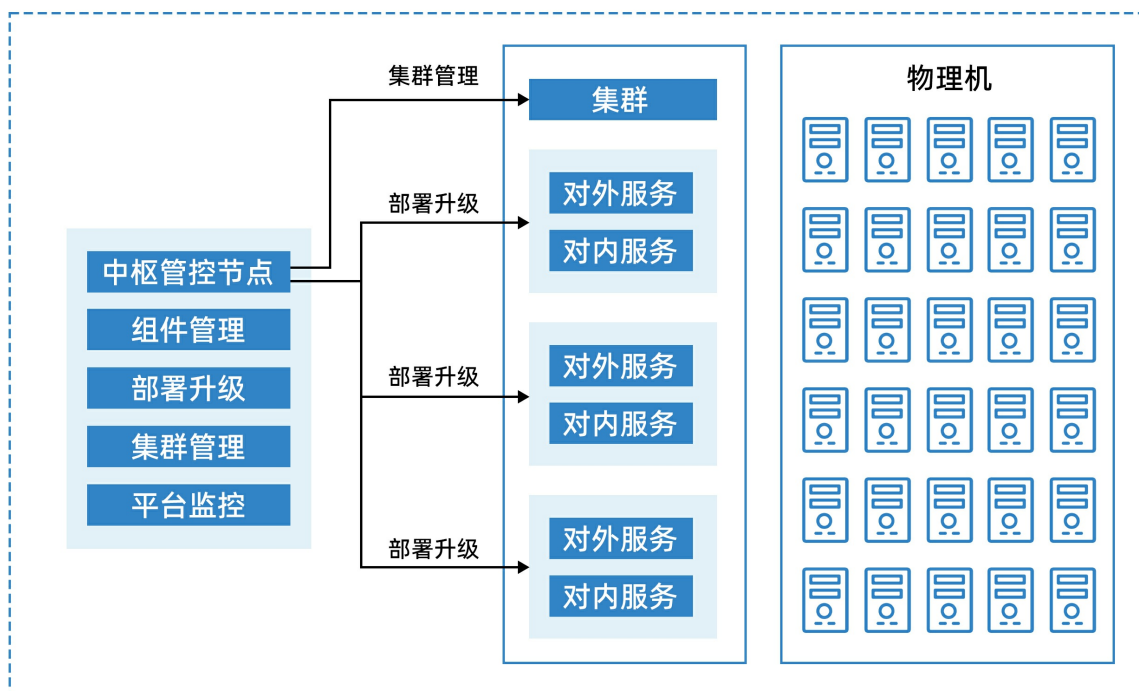 中枢管控节点
组件管理
部署升级
集群管理
平台监控
集群管理
部署升级
部署升级
部署升级
集群
对外服务
对内服务
对外服务
对内服务
对外服务
对内服务
物理机